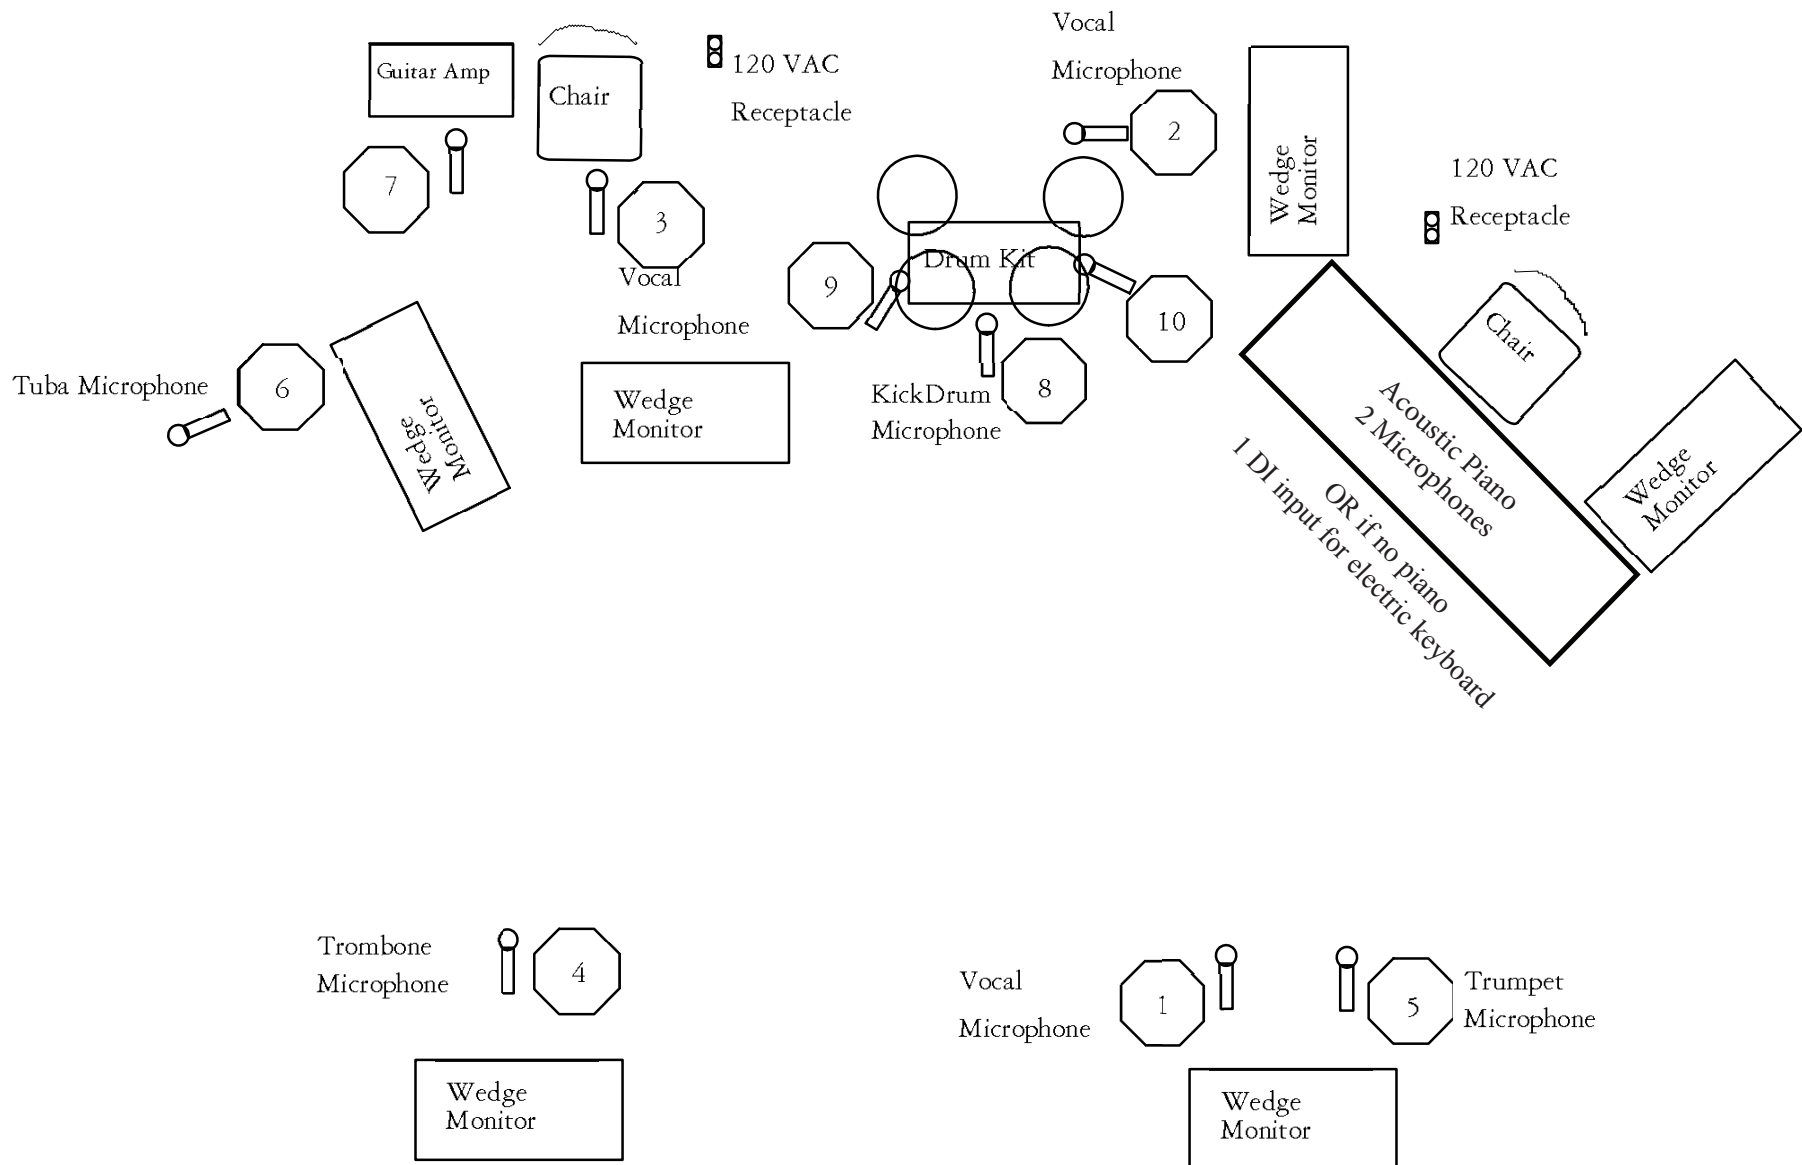 Vocal
Microphone
Guitar Amp
Chair
120 VAC
Receptacle
2
Wedge
Monitor
120 VAC
Receptacle
7
3
Vocal
Microphone
Drum Kit
9
10
Chair
Tuba Microphone
6
Wedge
Monitor
Wedge
Monitor
KickDrum
Microphone
8
Acoustic Piano
2 Microphones
OR if no piano
1 DI input for electric keyboard
Wedge
Monitor
Trombone
Microphone
4
Vocal
Microphone
1
5
Trumpet
Microphone
Wedge
Monitor
Wedge
Monitor